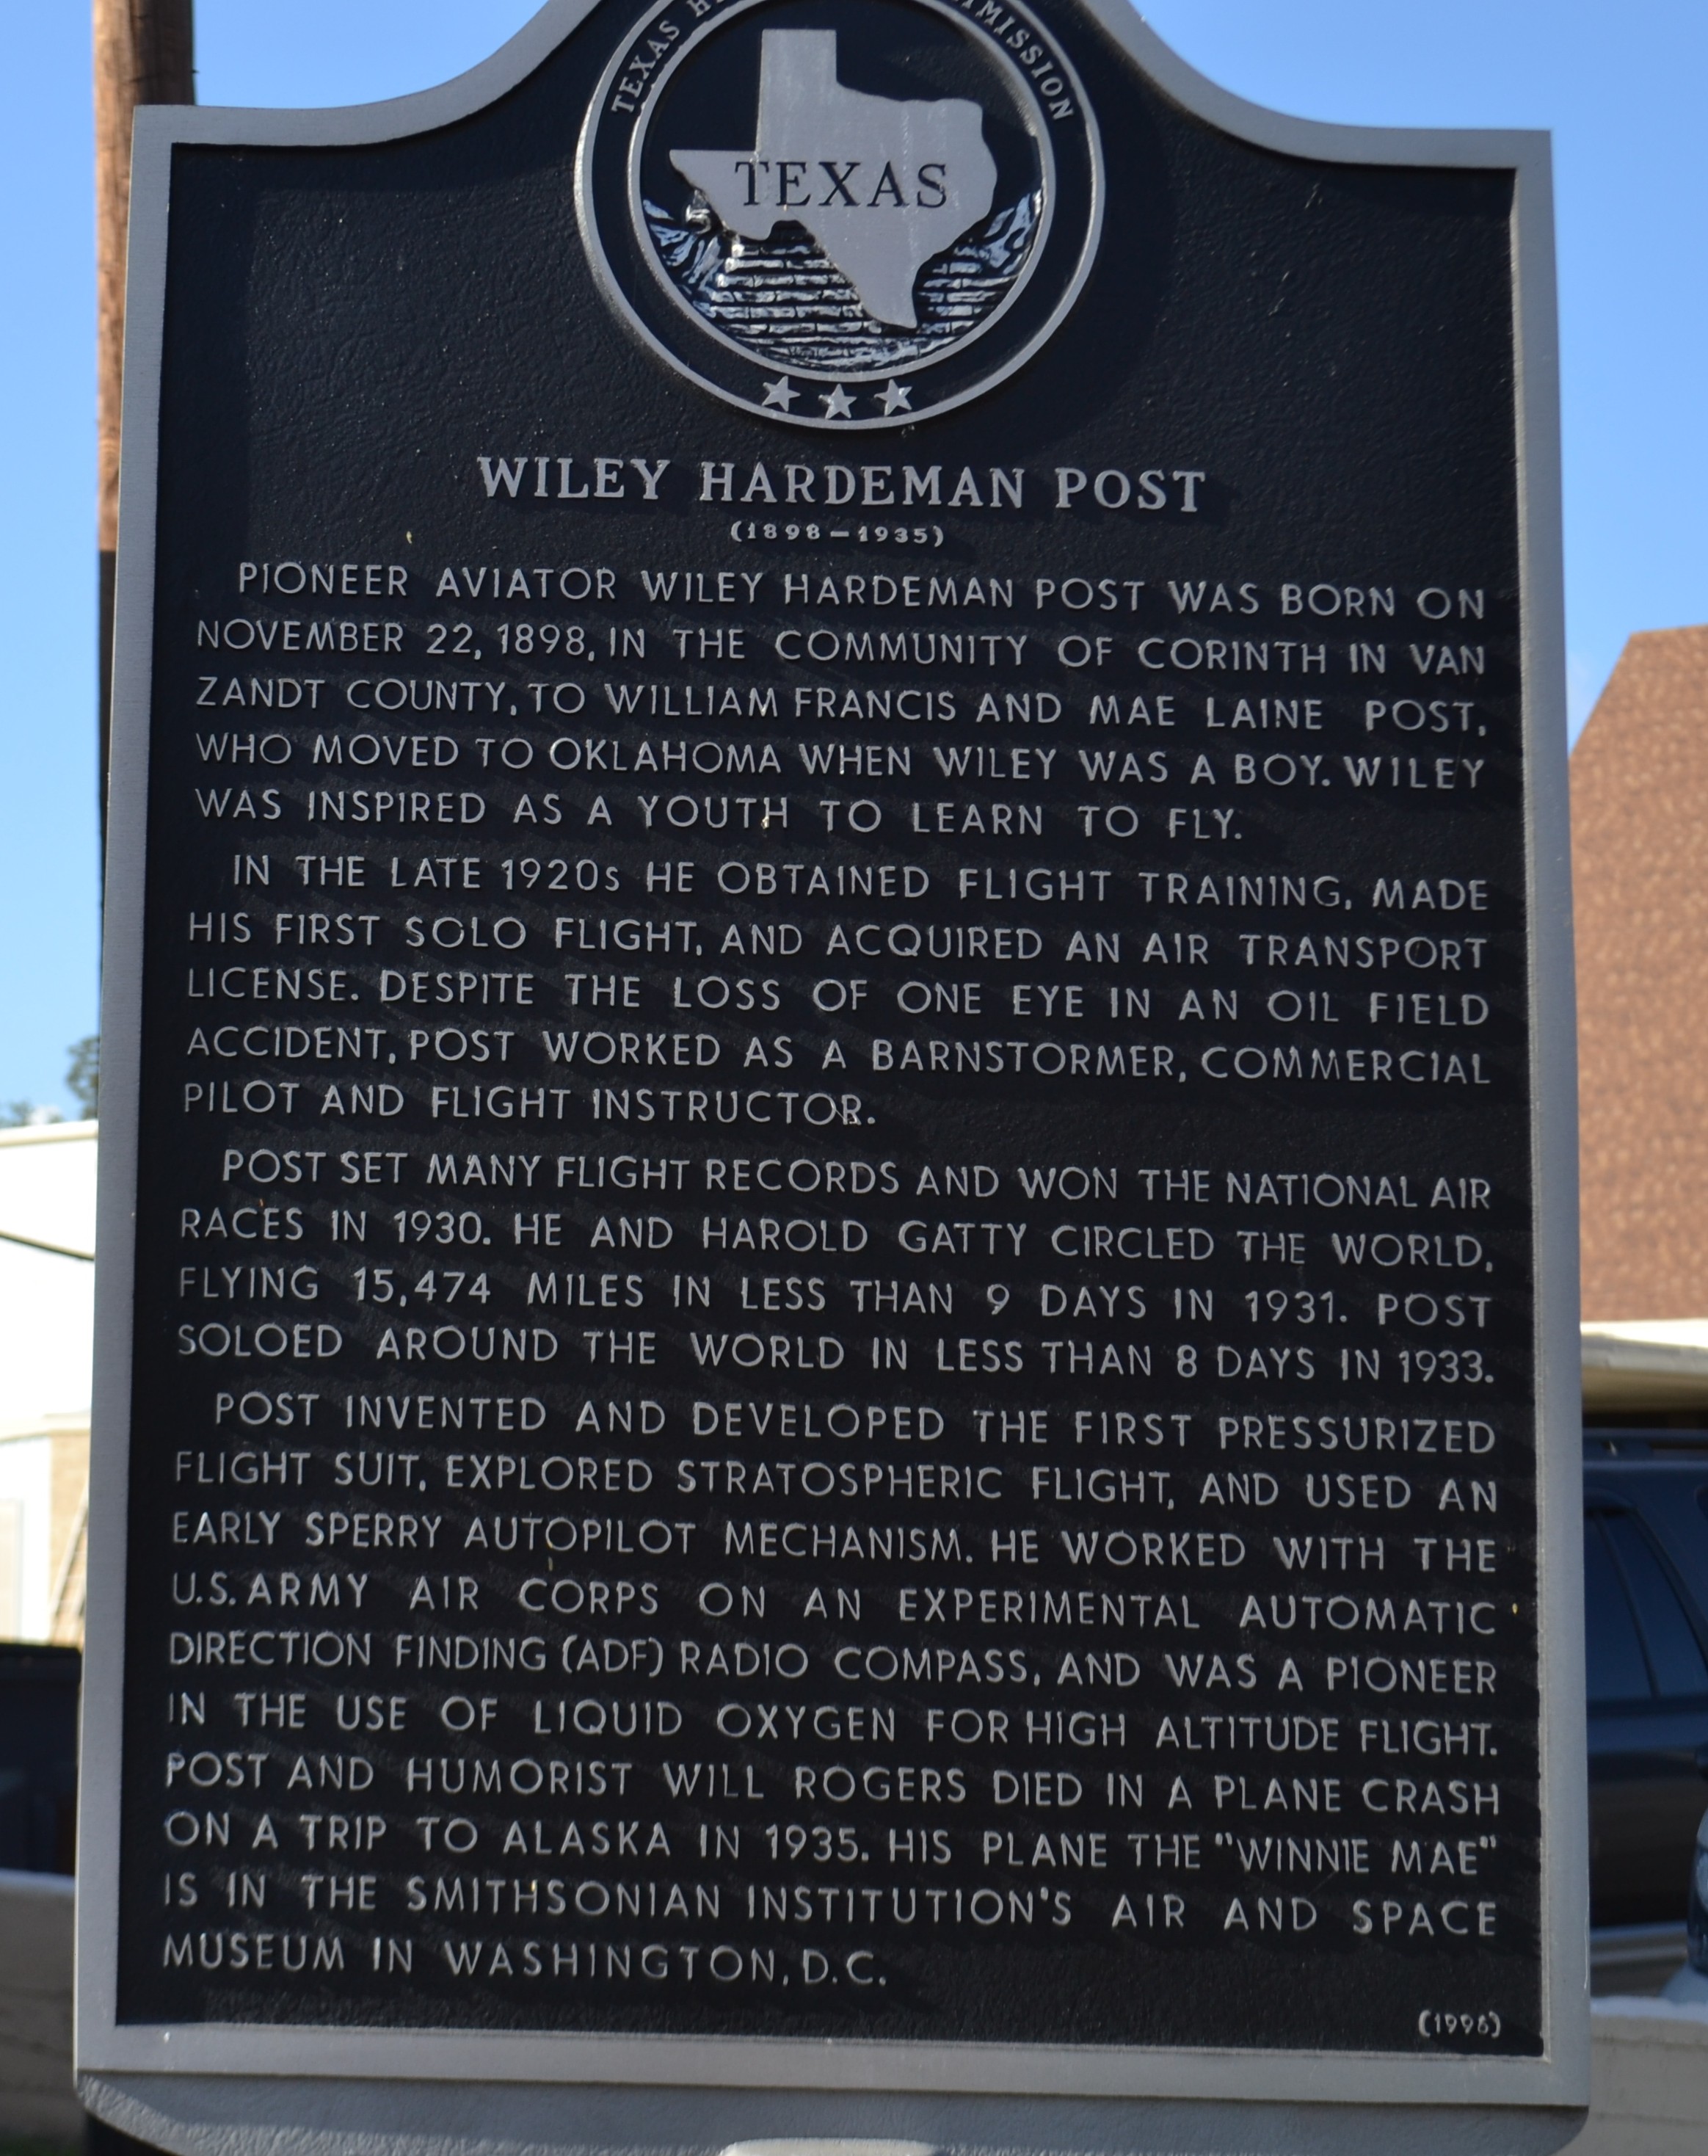 TEXAS H MISSION
TEXAS
WILEY HARDEMAN POST
(1898-1935)
PIONEER AVIATOR WILEY HARDEMAN POST WAS BORN ON
NOVEMBER 22, 1898, IN THE COMMUNITY OF CORINTH IN VAN
ZANDT COUNTY, TO WILLIAM FRANCIS AND MAE LAINE POST,
WHO MOVED TO OKLAHOMA WHEN WILEY WAS A BOY. WILEY
WAS INSPIRED AS A YOUTH TO LEARN TO FLY.
IN THE LATE 1920s HE OBTAINED FLIGHT TRAINING, MADE
HIS FIRST SOLO FLIGHT, AND ACQUIRED AN AIR TRANSPORT
LICENSE. DESPITE THE LOSS OF ONE EYE IN AN OIL FIELD
ACCIDENT, POST WORKED AS A BARNSTORMER, COMMERCIAL
PILOT AND FLIGHT INSTRUCTOR.
POST SET MANY FLIGHT RECORDS AND WON THE NATIONAL AIR
RACES IN 1930. HE AND HAROLD GATTY CIRCLED THE WORLD,
FLYING 15,474 MILES IN LESS THAN 9 DAYS IN 1931. POST
SOLOED AROUND THE WORLD IN LESS THAN 8 DAYS IN 1933.
POST INVENTED AND DEVELOPED THE FIRST PRESSURIZED
FLIGHT SUIT, EXPLORED STRATOSPHERIC FLIGHT, AND USED AN
EARLY SPERRY AUTOPILOT MECHANISM. HE WORKED WITH THE
U.S. ARMY AIR CORPS ON AN EXPERIMENTAL AUTOMATIC
DIRECTION FINDING (ADF) RADIO COMPASS, AND WAS A PIONEER
IN THE USE OF LIQUID OXYGEN FOR HIGH ALTITUDE FLIGHT.
POST AND HUMORIST WILL ROGERS DIED IN A PLANE CRASH
ON A TRIP TO ALASKA IN 1935. HIS PLANE THE "WINNIE MAE"
IS IN THE SMITHSONIAN INSTITUTION'S AIR AND SPACE
MUSEUM IN WASHINGTON, D.C.
(1996)